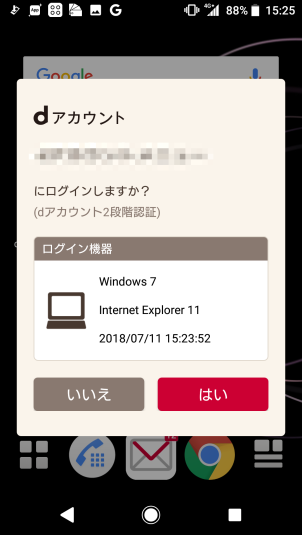 4G 88% 15:25
Google
dアカウント
にログインしますか？
(dアカウント2段階認証)
ログイン機器
Windows 7
Internet Explorer 11
2018/07/11 15:23:52
いいえ
はい